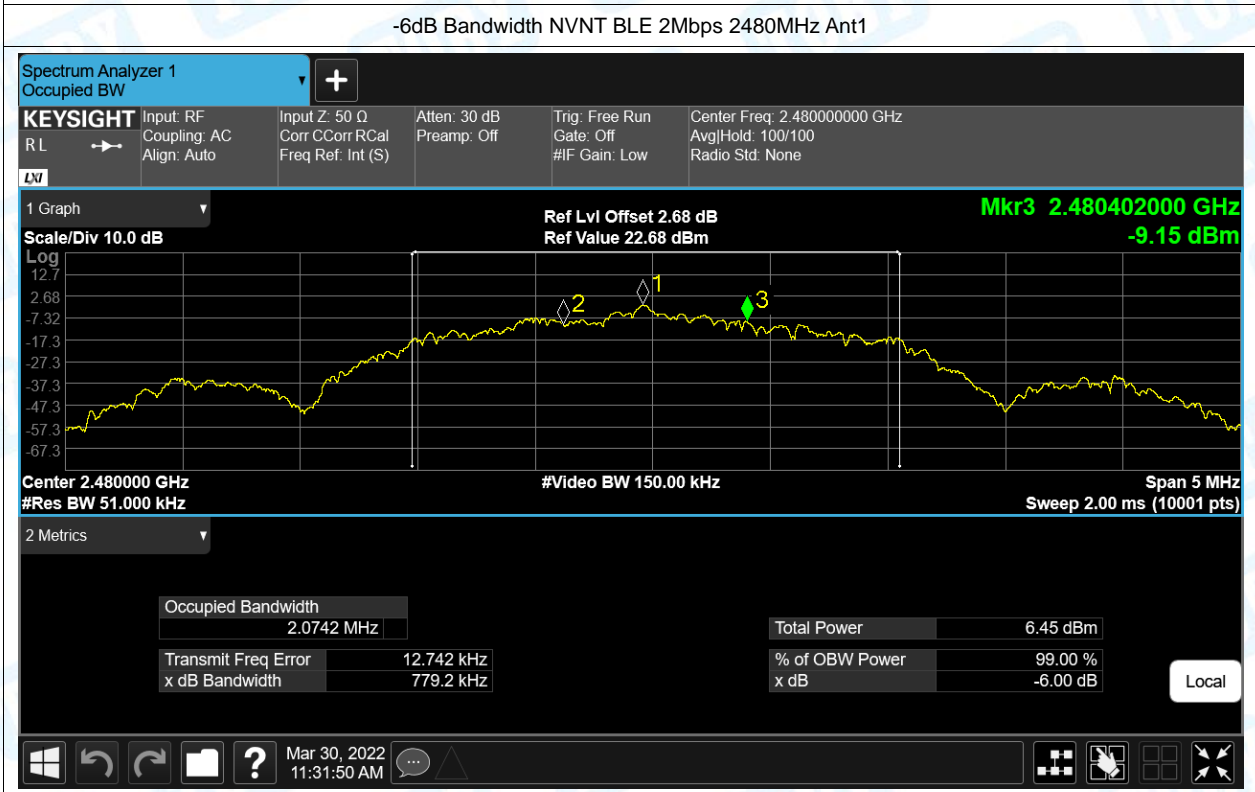 -6dB Bandwidth NVNT BLE 2Mbps 2480MHz Ant1
Spectrum Analyzer 1
Occupied BW
+
KEYSIGHT
RL
LXI
Input: RF
Coupling: AC
Align: Auto
Input Z: 50 Ω
Corr CCorr RCal
Freq Ref: Int (S)
Atten: 30 dB
Preamp: Off
Trig: Free Run
Gate: Off
#IF Gain: Low
Center Freq: 2.480000000 GHz
Avg|Hold: 100/100
Radio Std: None
1 Graph
Scale/Div 10.0 dB
Ref Lvl Offset 2.68 dB
Ref Value 22.68 dBm
Mkr3 2.480402000 GHz
-9.15 dBm
Log
12.7
2.68
-7.32
-17.3
-27.3
-37.3
-47.3
-57.3
-67.3
2
1
3
Center 2.480000 GHz
#Video BW 150.00 kHz
Span 5 MHz
#Res BW 51.000 kHz
Sweep 2.00 ms (10001 pts)
2 Metrics
Occupied Bandwidth
2.0742 MHz
Total Power 6.45 dBm
Transmit Freq Error 12.742 kHz
% of OBW Power 99.00 %
x dB Bandwidth 779.2 kHz
x dB -6.00 dB
Local
?
Mar 30, 2022
11:31:50 AM